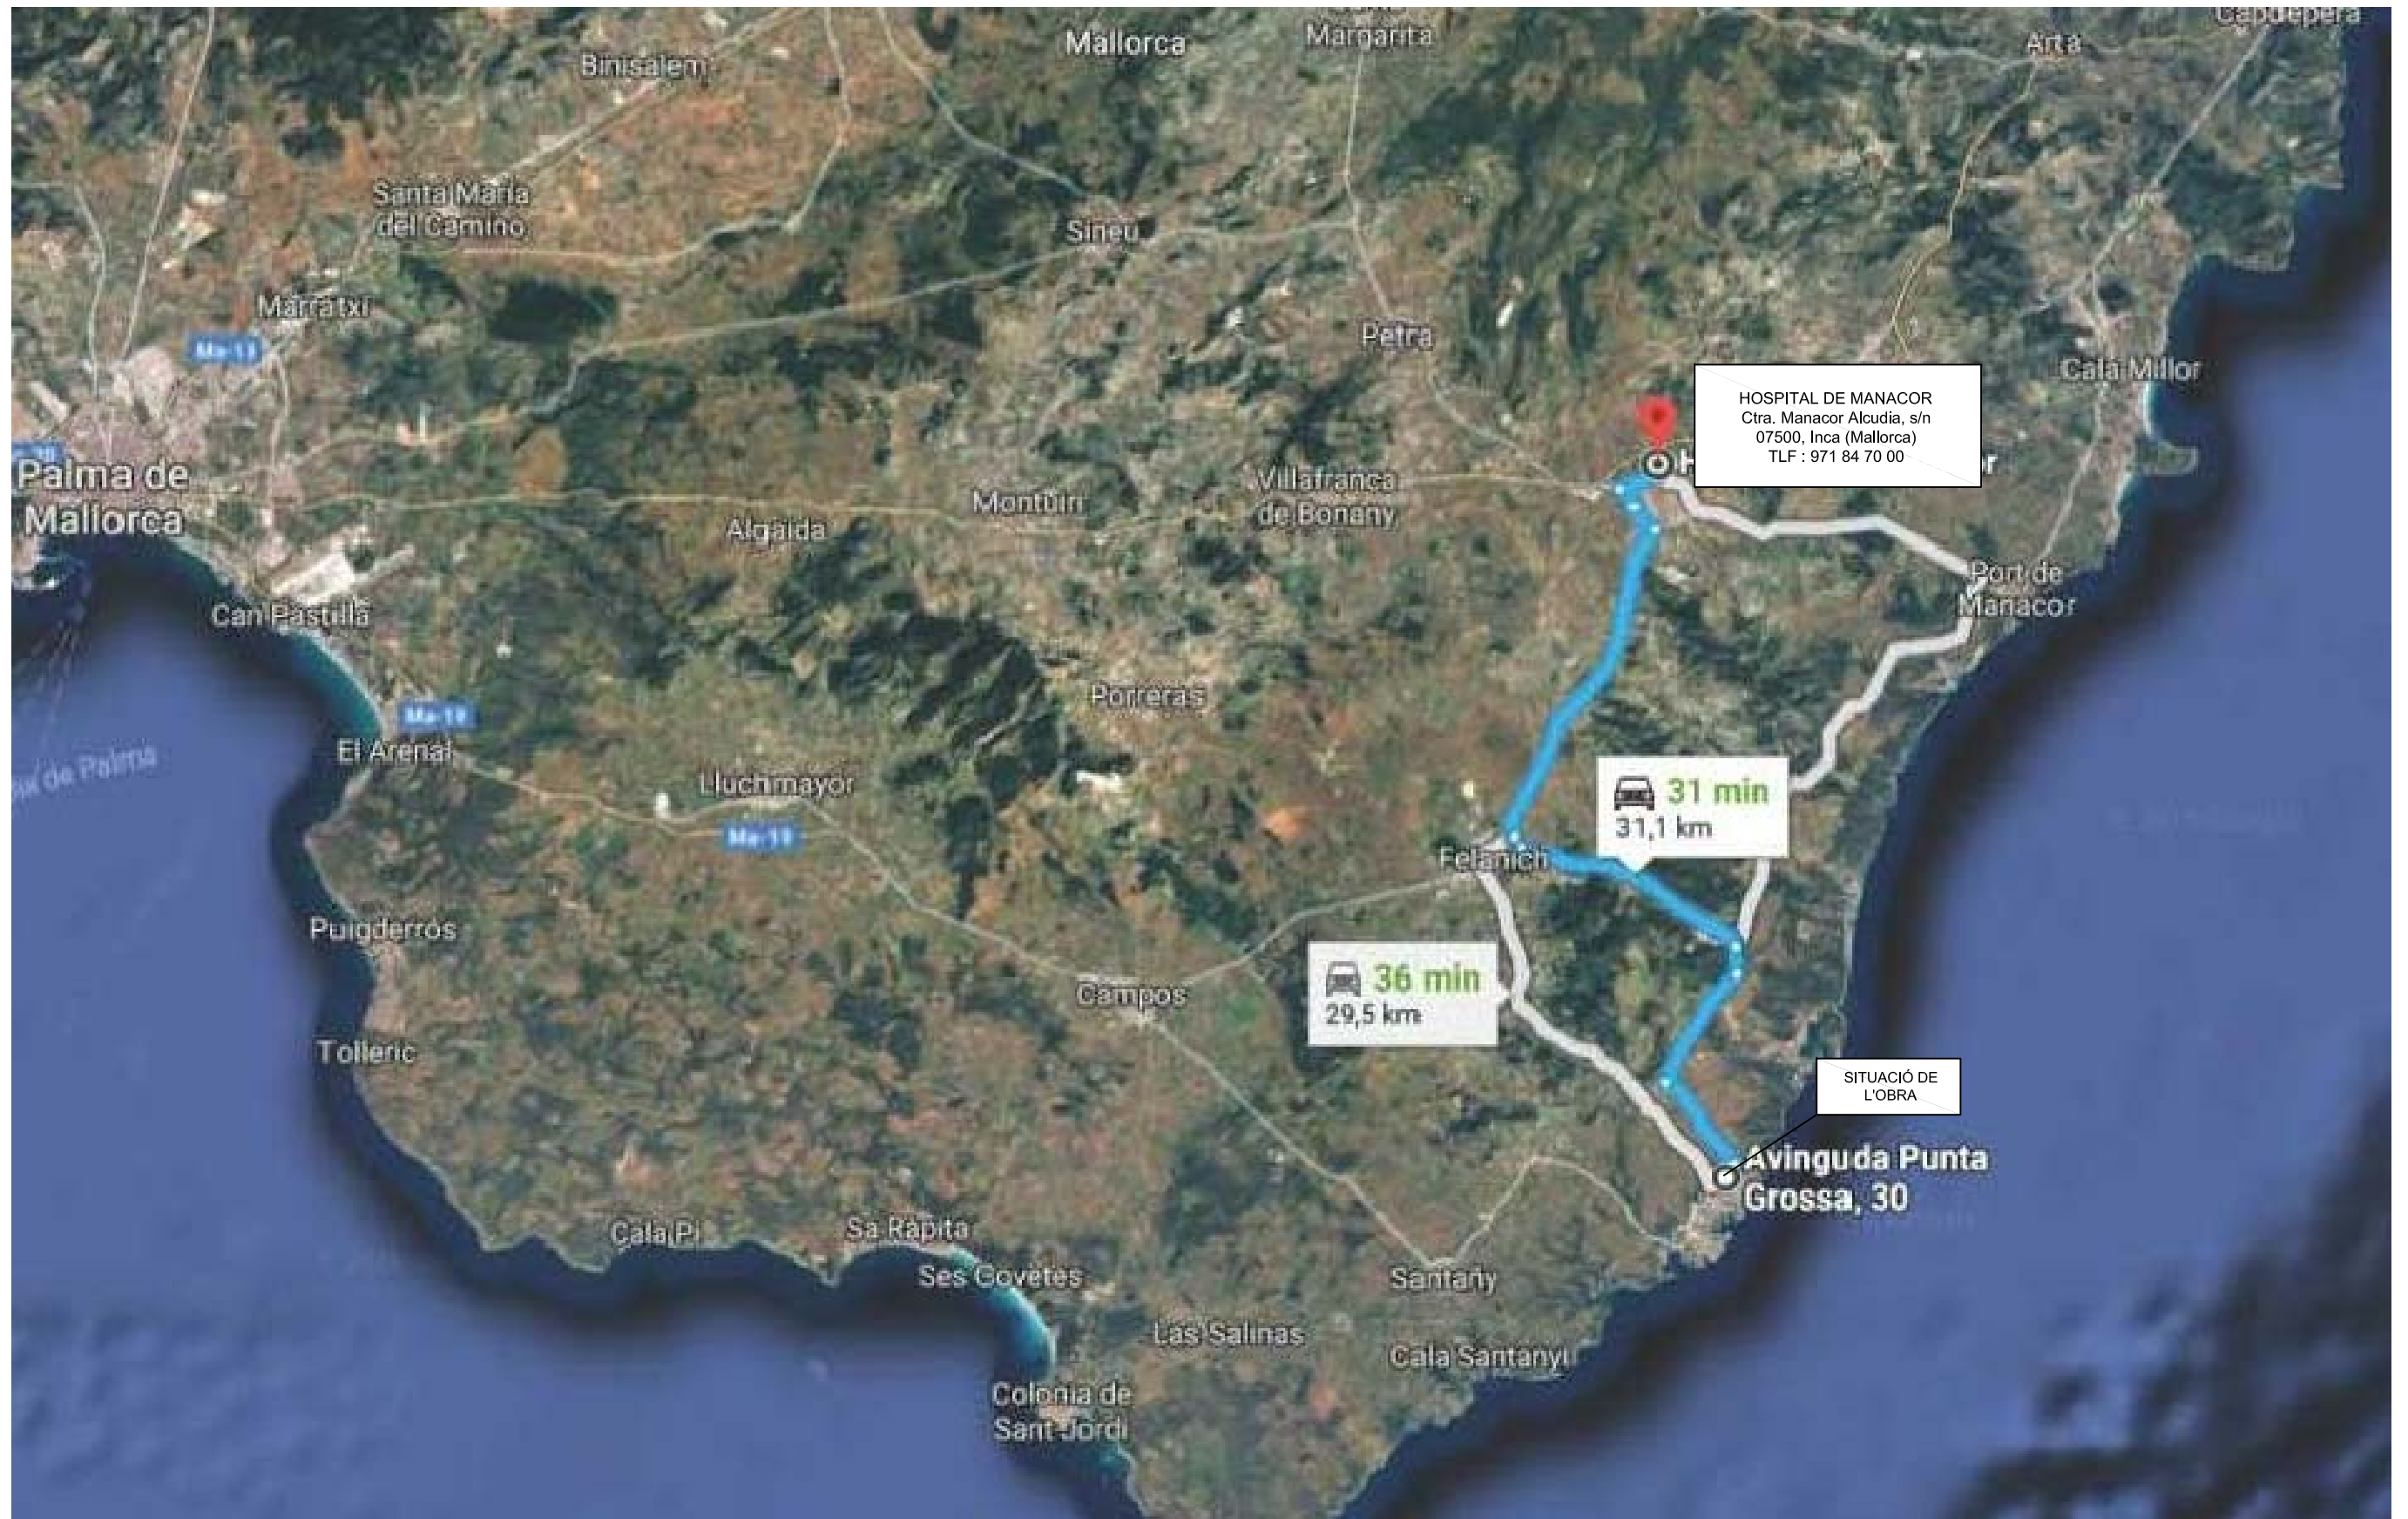 Capdepera
Mallorca
Margarita
Arta
Binisalem
Santa Maria
del Camino
Sineu
Marratxi
Ma-13
Petra
Cala Millor
HOSPITAL DE MANACOR
Ctra. Manacor Alcudia, s/n
07500, Inca (Mallorca)
TLF : 971 84 70 00
Palma de
Mallorca
Villafranca
de Bonany
Montuiri
Algaida
Port de
Manacor
Can Pastilla
Porreras
Ma-19
El Arenal
de Palma
Lluchmayor
Ma-19
31 min
31,1 km
Felanich
Puigderros
36 min
29,5 km
Campos
Tolleric
SITUACIÓ DE
L'OBRA
Avinguda Punta
Grossa, 30
Cala Pi
Sa Rapita
Ses Covetes
Santany
Las Salinas
Cala Santanyi
Colonia de
Sant Jordi